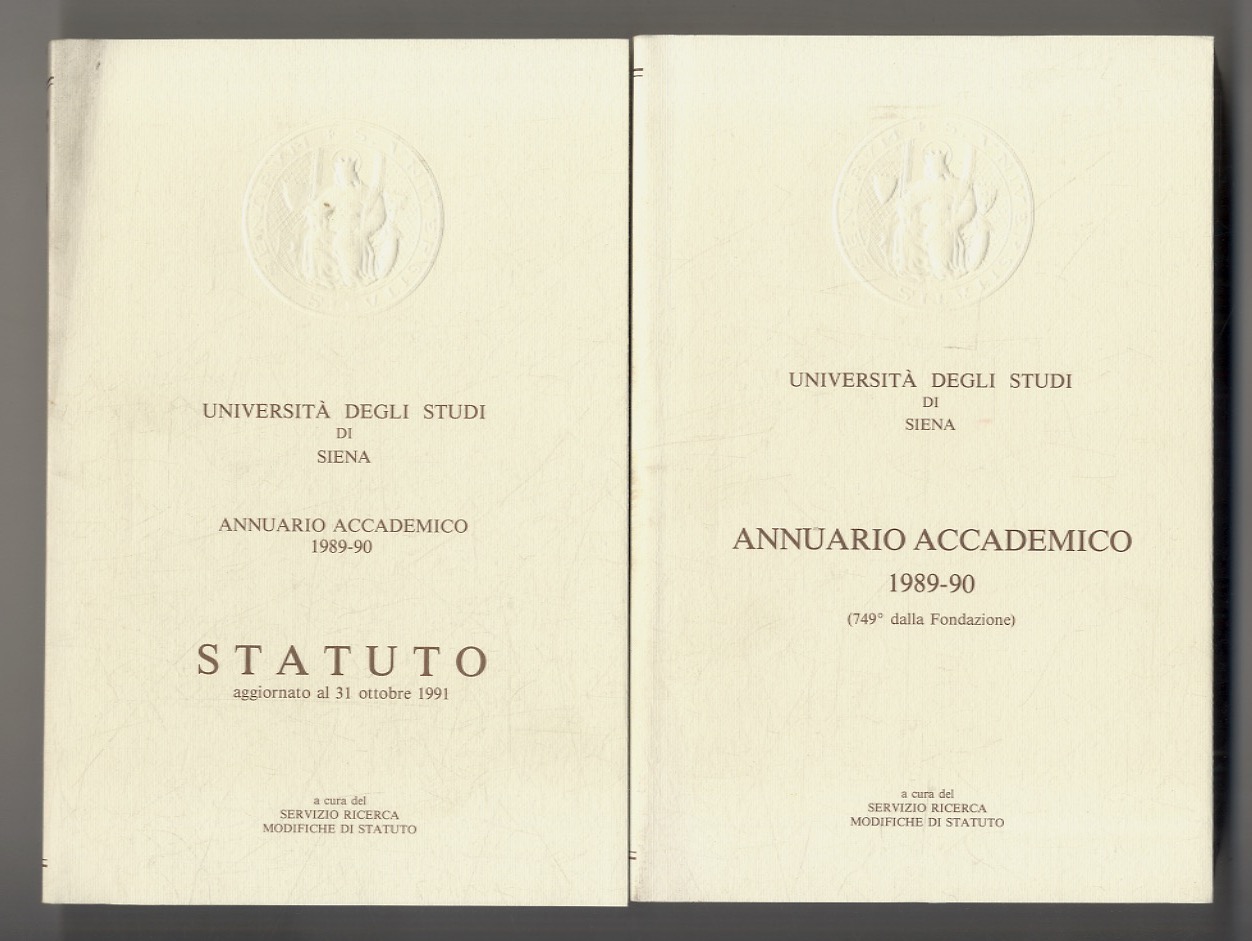 UNIVERSITÀ DEGLI STUDI
DI
SIENA
ANNUARIO ACCADEMICO
1989-90
STATUTO
aggiornato al 31 ottobre 1991
a cura del
SERVIZIO RICERCA
MODIFICHE DI STATUTO
UNIVERSITÀ DEGLI STUDI
DI
SIENA
ANNUARIO ACCADEMICO
1989-90
(749° dalla Fondazione)
a cura del
SERVIZIO RICERCA
MODIFICHE DI STATUTO